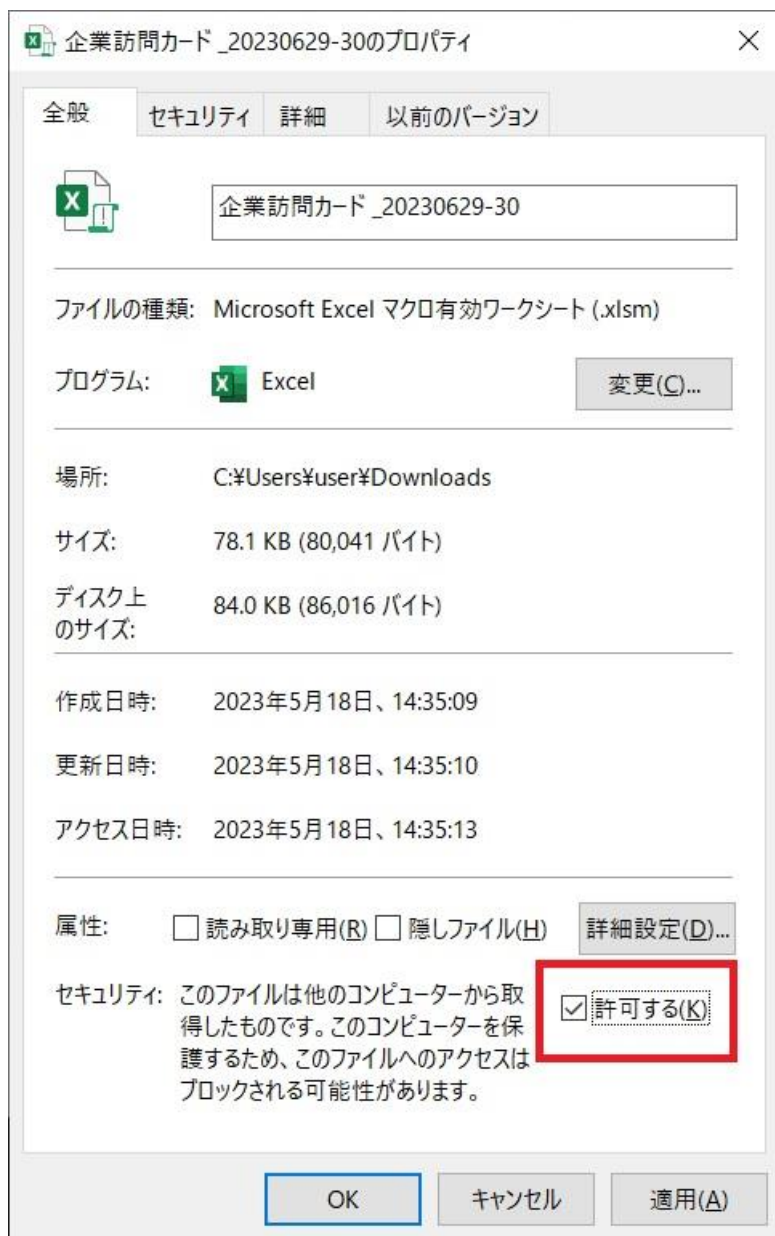 企業訪問カード _20230629-30のプロパティ
全般 セキュリティ 詳細 以前のバージョン
企業訪問カード _20230629-30
ファイルの種類: Microsoft Excel マクロ有効ワークシート (.xlsm)
プログラム: Excel 変更(C)...
場所: C:¥Users¥user¥Downloads
サイズ: 78.1 KB (80,041 バイト)
ディスク上
のサイズ: 84.0 KB (86,016 バイト)
作成日時: 2023年5月18日、14:35:09
更新日時: 2023年5月18日、14:35:10
アクセス日時: 2023年5月18日、14:35:13
属性: 読み取り専用(R) 隠しファイル(H) 詳細設定(D)...
セキュリティ: このファイルは他のコンピューターから取
得したものです。このコンピューターを保
護するため、このファイルへのアクセスは
ブロックされる可能性があります。
許可する(K)
OK キャンセル 適用(A)